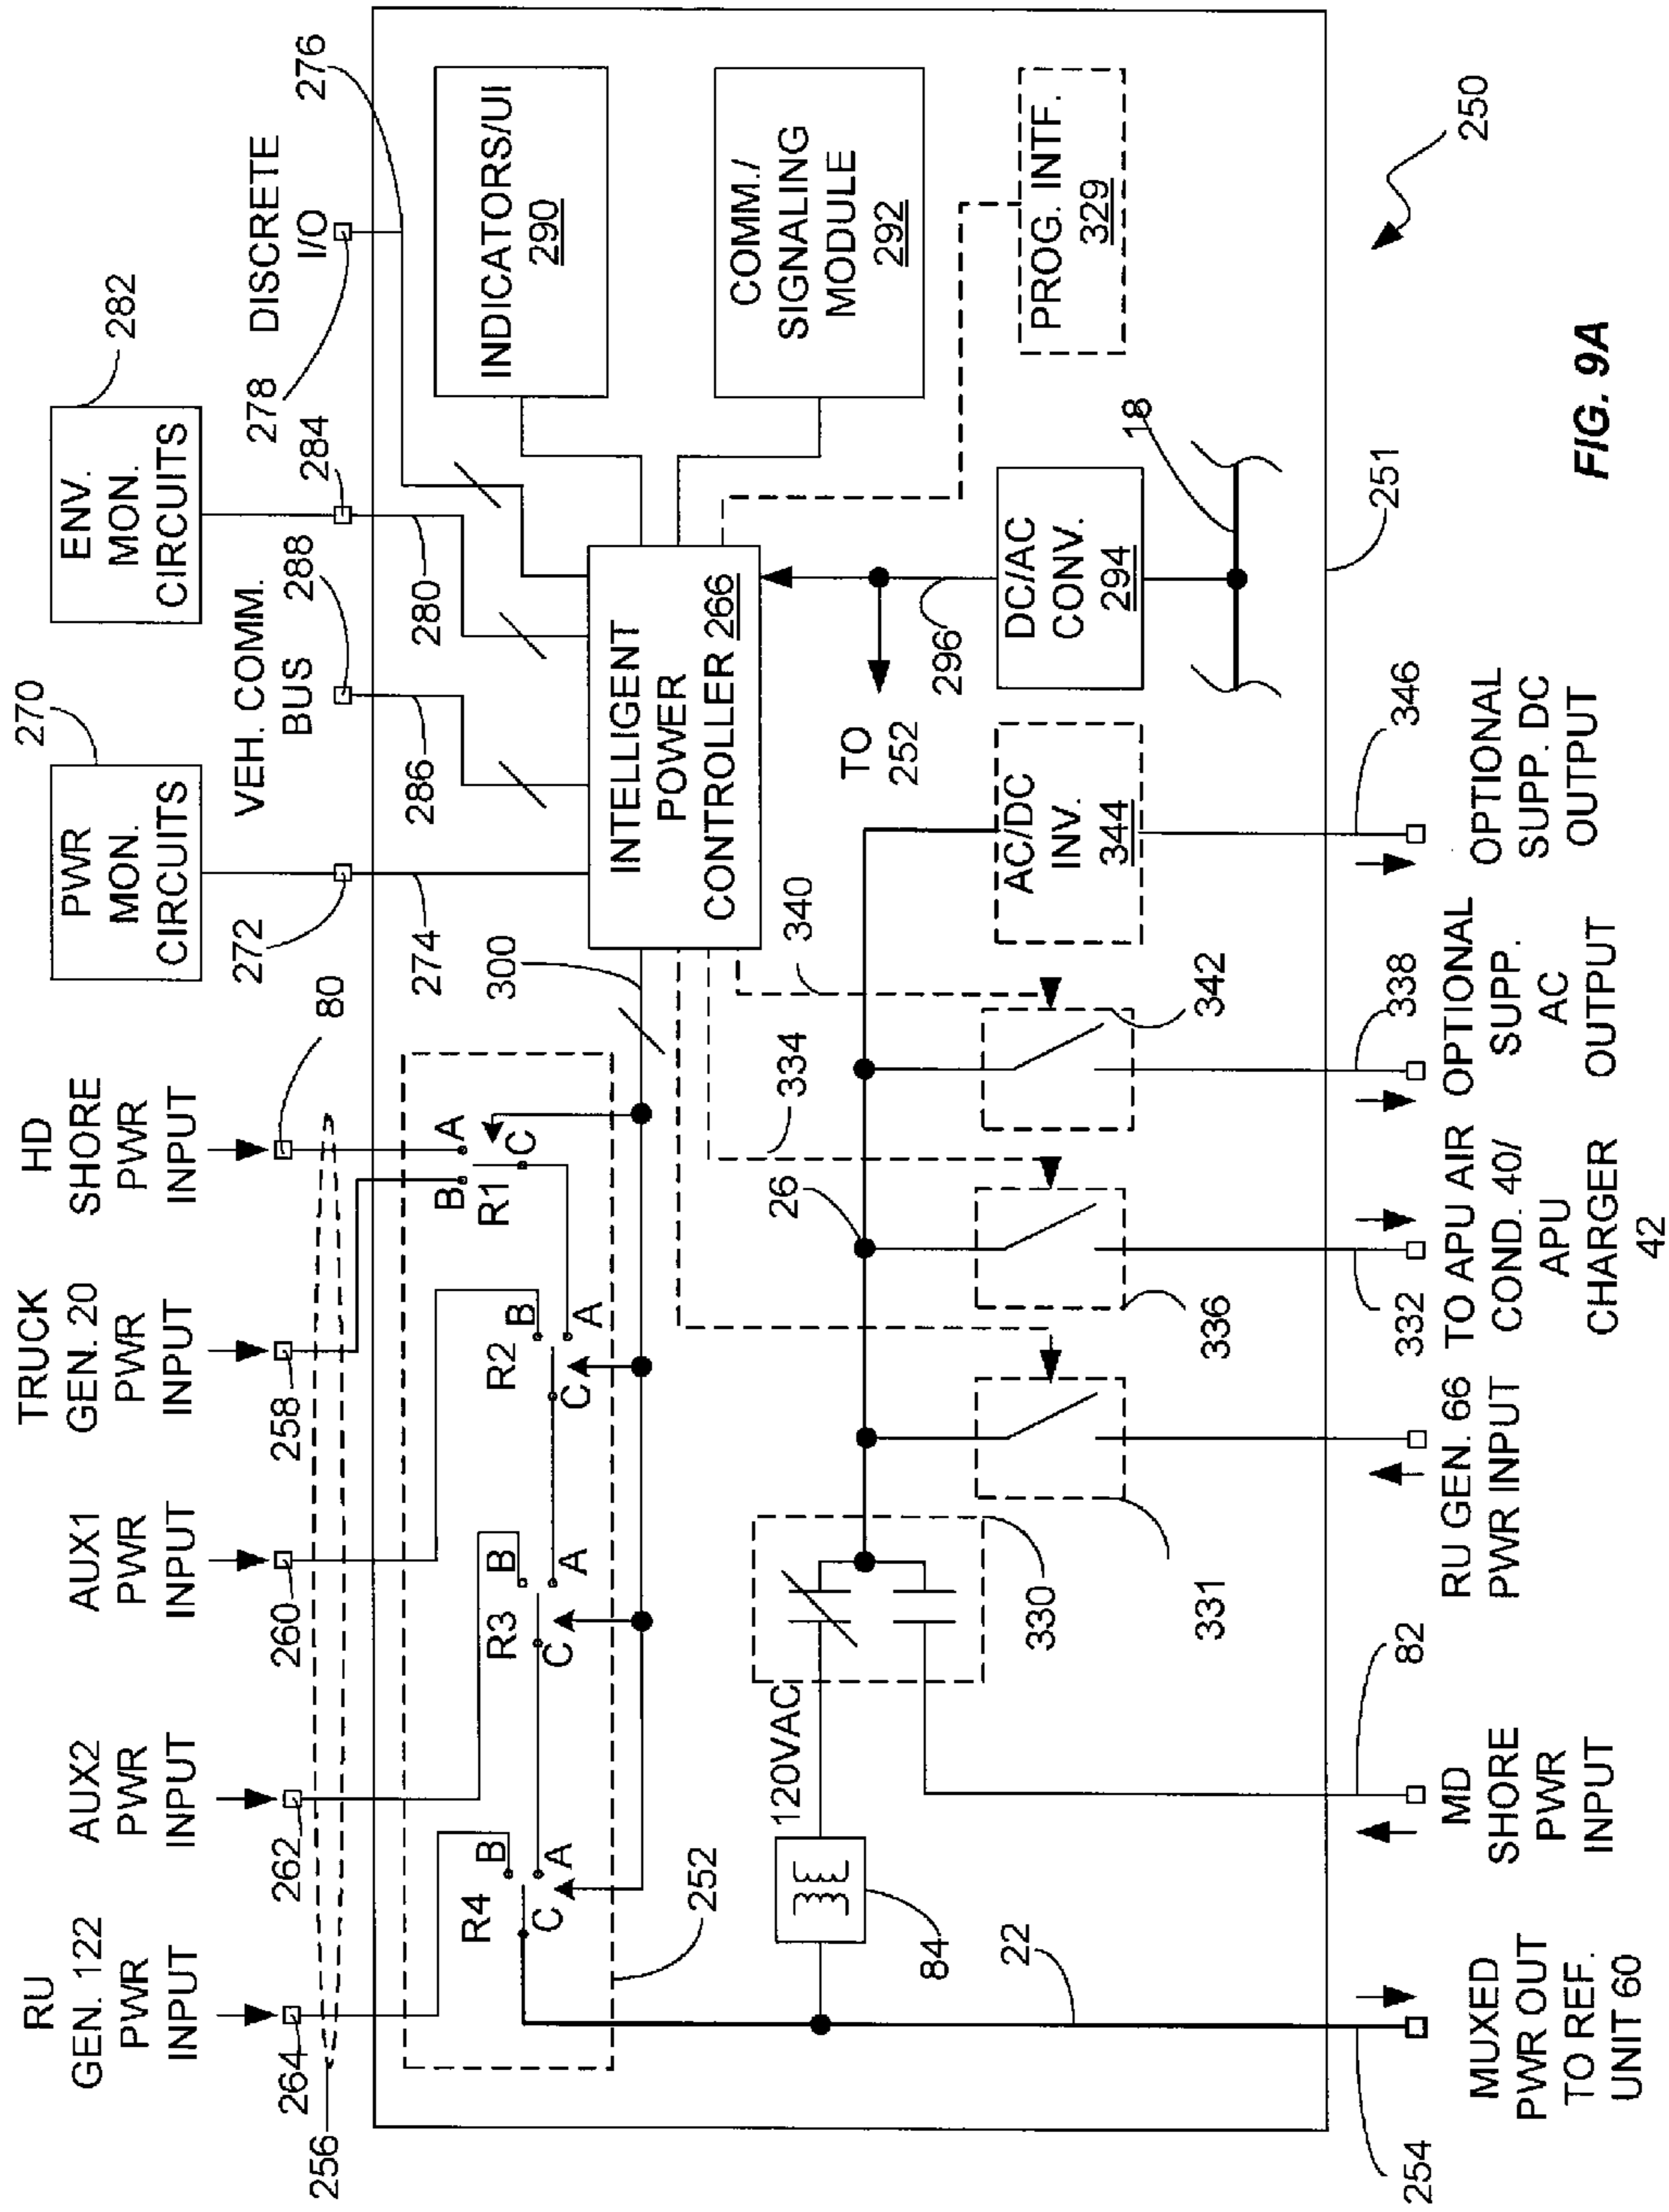 RU
GEN. 122
PWR
INPUT
AUX2
PWR
INPUT
AUX1
PWR
INPUT
TRUCK
GEN. 20
PWR
INPUT
HD
SHORE
PWR
INPUT
PWR
MON.
CIRCUITS
270
VEH. COMM.
BUS
ENV.
MON.
CIRCUITS
282
DISCRETE
I/O
256
264
262
260
258
80
272
288
284
278
276
R4
B
A
C
R3
B
A
C
R2
B
A
C
R1
B
A
C
252
300
274
286
280
INTELLIGENT
POWER
CONTROLLER 266
INDICATORS/UI
290
COMM./
SIGNALING
MODULE
292
PROG. INTF.
329
84
120VAC
22
330
331
26
336
334
342
340
AC/DC
INV.
344
TO
252
296
DC/AC
CONV.
294
18
251
250
254
MUXED
PWR OUT
TO REF.
UNIT 60
82
MD
SHORE
PWR
INPUT
RU GEN. 66
PWR INPUT
332
TO APU AIR
COND. 40/
APU
CHARGER
42
338
OPTIONAL
SUPP.
AC
OUTPUT
346
OPTIONAL
SUPP. DC
OUTPUT
FIG. 9A